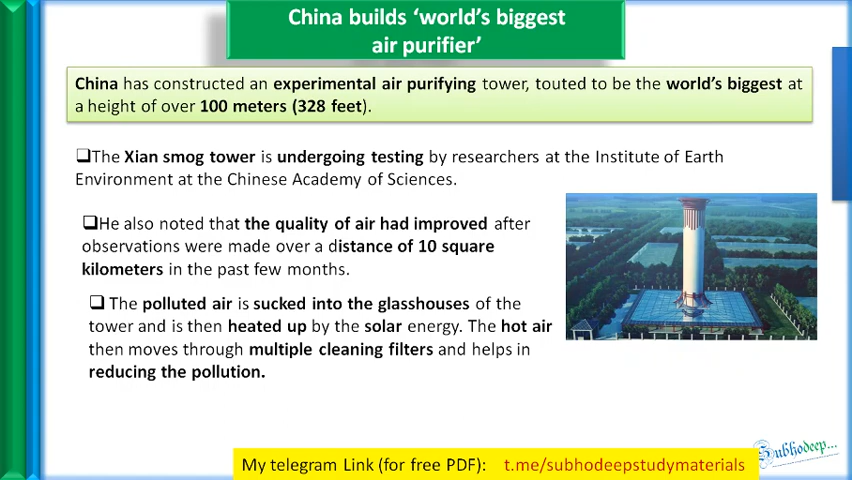 China builds ‘world’s biggest
air purifier’
China has constructed an experimental air purifying tower, touted to be the world’s biggest at
a height of over 100 meters (328 feet).
❑The Xian smog tower is undergoing testing by researchers at the Institute of Earth
Environment at the Chinese Academy of Sciences.
❑He also noted that the quality of air had improved after
observations were made over a distance of 10 square
kilometers in the past few months.
❑ The polluted air is sucked into the glasshouses of the
tower and is then heated up by the solar energy. The hot air
then moves through multiple cleaning filters and helps in
reducing the pollution.
Subhodeep...
My telegram Link (for free PDF): t.me/subhodeepstudymaterials